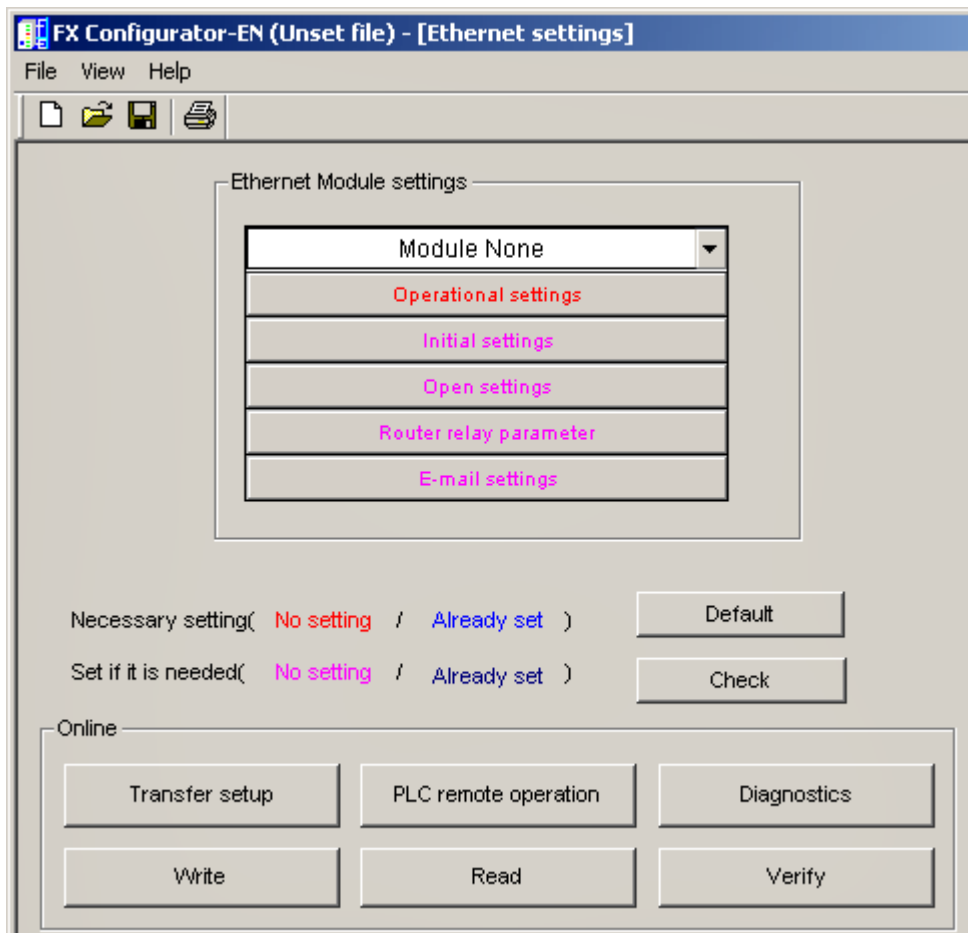 FX Configurator-EN (Unset file) - [Ethernet settings]
File View Help
Ethernet Module settings
Module None
Operational settings
Initial settings
Open settings
Router relay parameter
E-mail settings
Necessary setting( No setting / Already set )
Default
Set if it is needed( No setting / Already set )
Check
Online
Transfer setup
PLC remote operation
Diagnostics
Write
Read
Verify